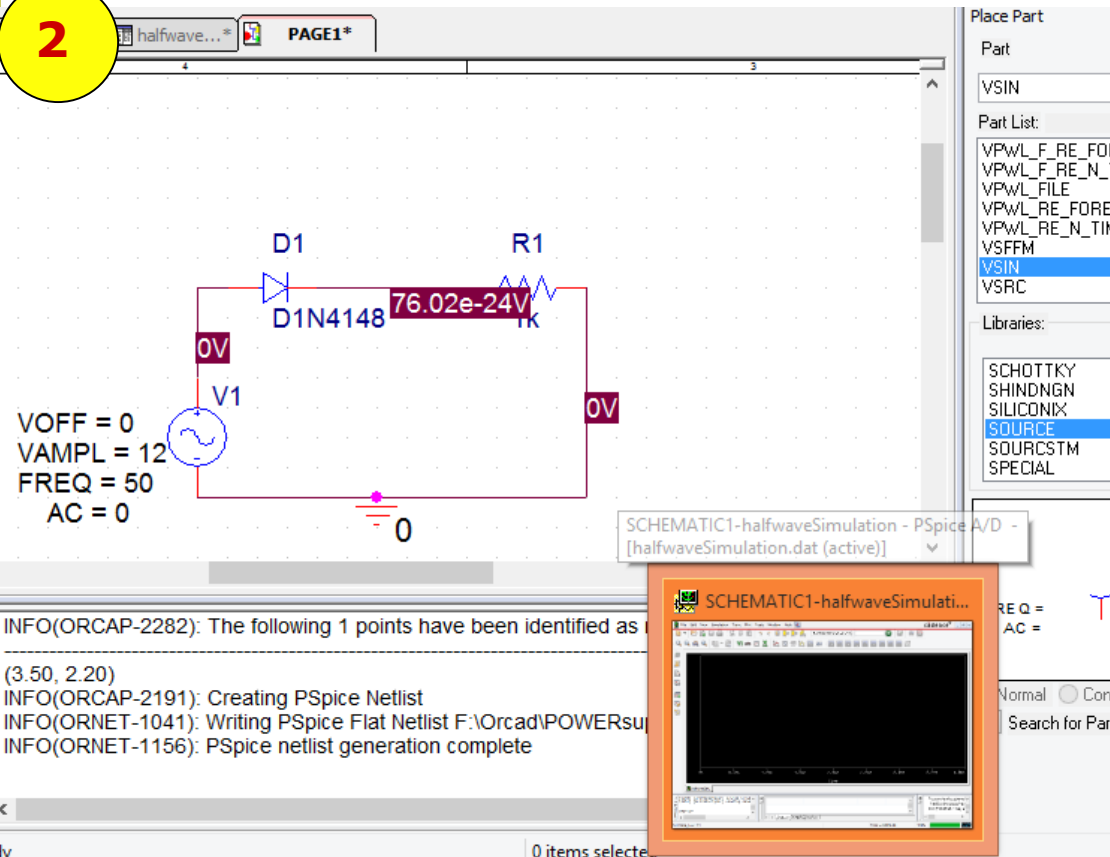 2
halfwave...*
PAGE1*
4
3
Place Part
Part
VSIN
Part List:
VPWL_F_RE_FOR
VPWL_F_RE_N_
VPWL_FILE
VPWL_RE_FORE
VPWL_RE_N_TIM
VSFFM
VSIN
VSRC
Libraries:
SCHOTTKY
SHINDNGN
SILICONIX
SOURCE
SOURCSTM
SPECIAL
D1
R1
76.02e-24V
D1N4148
1k
0V
V1
0V
VOFF = 0
VAMPL = 12
FREQ = 50
AC = 0
0
SCHEMATIC1-halfwaveSimulation - PSpice A/D -
[halfwaveSimulation.dat (active)]
SCHEMATIC1-halfwaveSimulati...
REQ =
AC =
Normal
Con
Search for Par
INFO(ORCAP-2282): The following 1 points have been identified as
(3.50, 2.20)
INFO(ORCAP-2191): Creating PSpice Netlist
INFO(ORNET-1041): Writing PSpice Flat Netlist F:\Orcad\POWERsup
INFO(ORNET-1156): PSpice netlist generation complete
0 items selecte